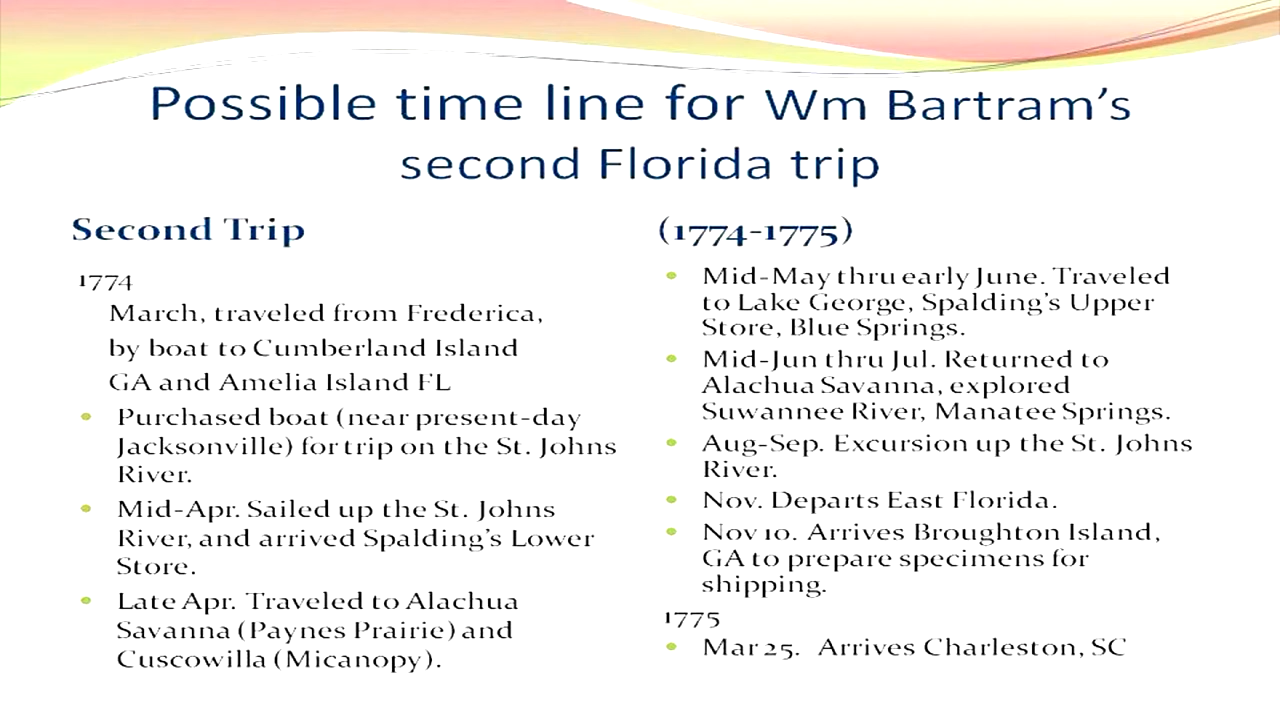 Possible time line for Wm Bartram's
second Florida trip
Second Trip
1774
March, traveled from Frederica,
by boat to Cumberland Island
GA and Amelia Island FL
Purchased boat (near present-day
Jacksonville) for trip on the St. Johns
River.
Mid-Apr. Sailed up the St. Johns
River, and arrived Spalding's Lower
Store.
Late Apr. Traveled to Alachua
Savanna (Paynes Prairie) and
Cuscowilla (Micanopy).
(1774-1775)
Mid-May thru early June. Traveled
to Lake George, Spalding's Upper
Store, Blue Springs.
Mid-Jun thru Jul. Returned to
Alachua Savanna, explored
Suwannee River, Manatee Springs.
Aug-Sep. Excursion up the St. Johns
River.
Nov. Departs East Florida.
Nov 10. Arrives Broughton Island,
GA to prepare specimens for
shipping.
1775
Mar 25. Arrives Charleston, SC